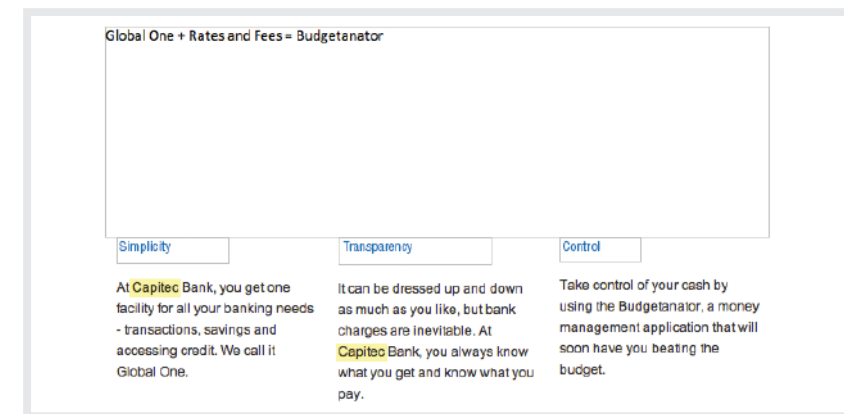 Global One + Rates and Fees = Budgetanator
Simplicity
At Capitec Bank, you get one
facility for all your banking needs
- transactions, savings and
accessing credit. We call it
Global One.
Transparency
It can be dressed up and down
as much as you like, but bank
charges are inevitable. At
Capitec Bank, you always know
what you get and know what you
pay.
Control
Take control of your cash by
using the Budgetanator, a money
management application that will
soon have you beating the
budget.